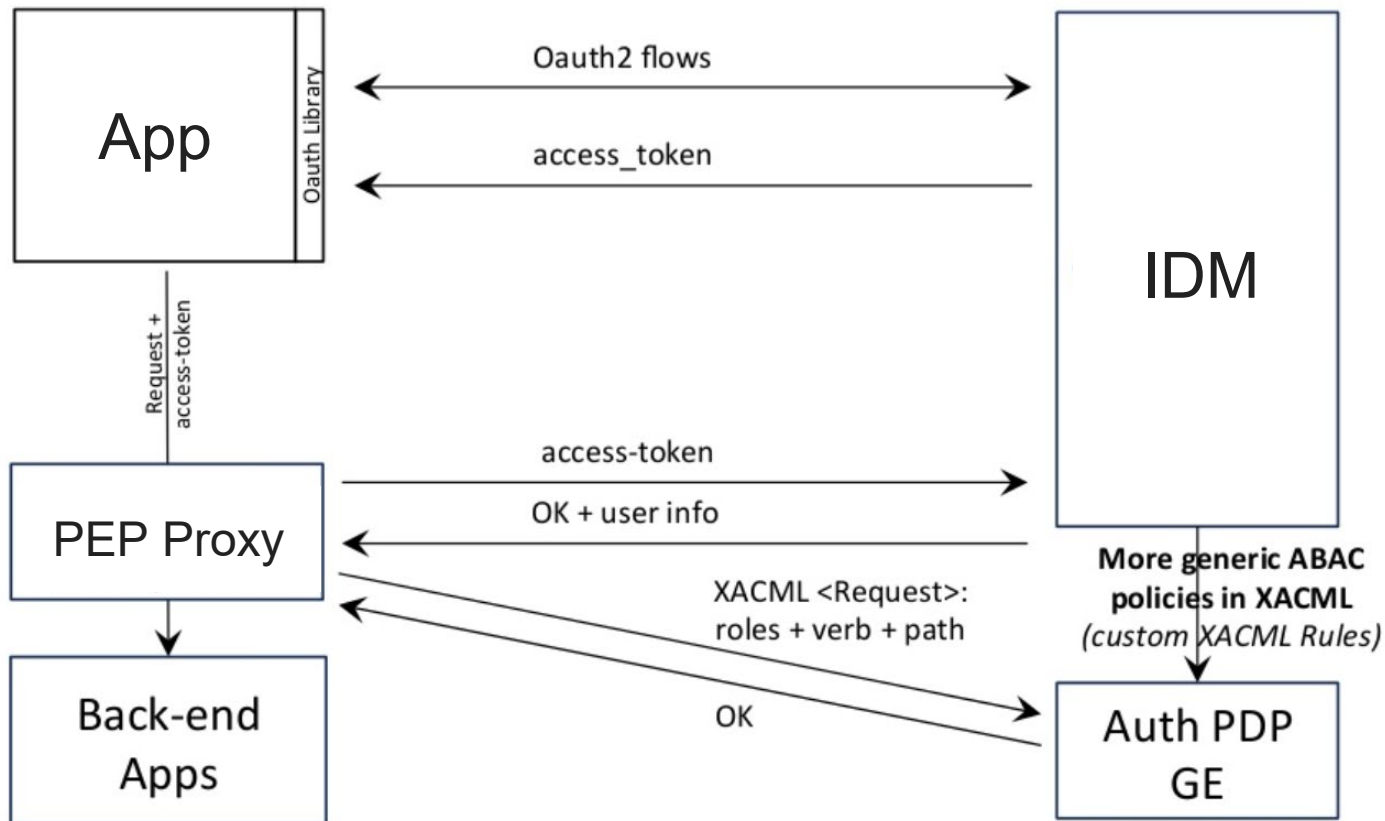 App
Oauth Library
Oauth2 flows
access_token
IDM
Request +
access-token
access-token
OK + user info
PEP Proxy
XACML <Request>:
roles + verb + path
OK
More generic ABAC
policies in XACML
(custom XACML Rules)
Back-end
Apps
Auth PDP
GE